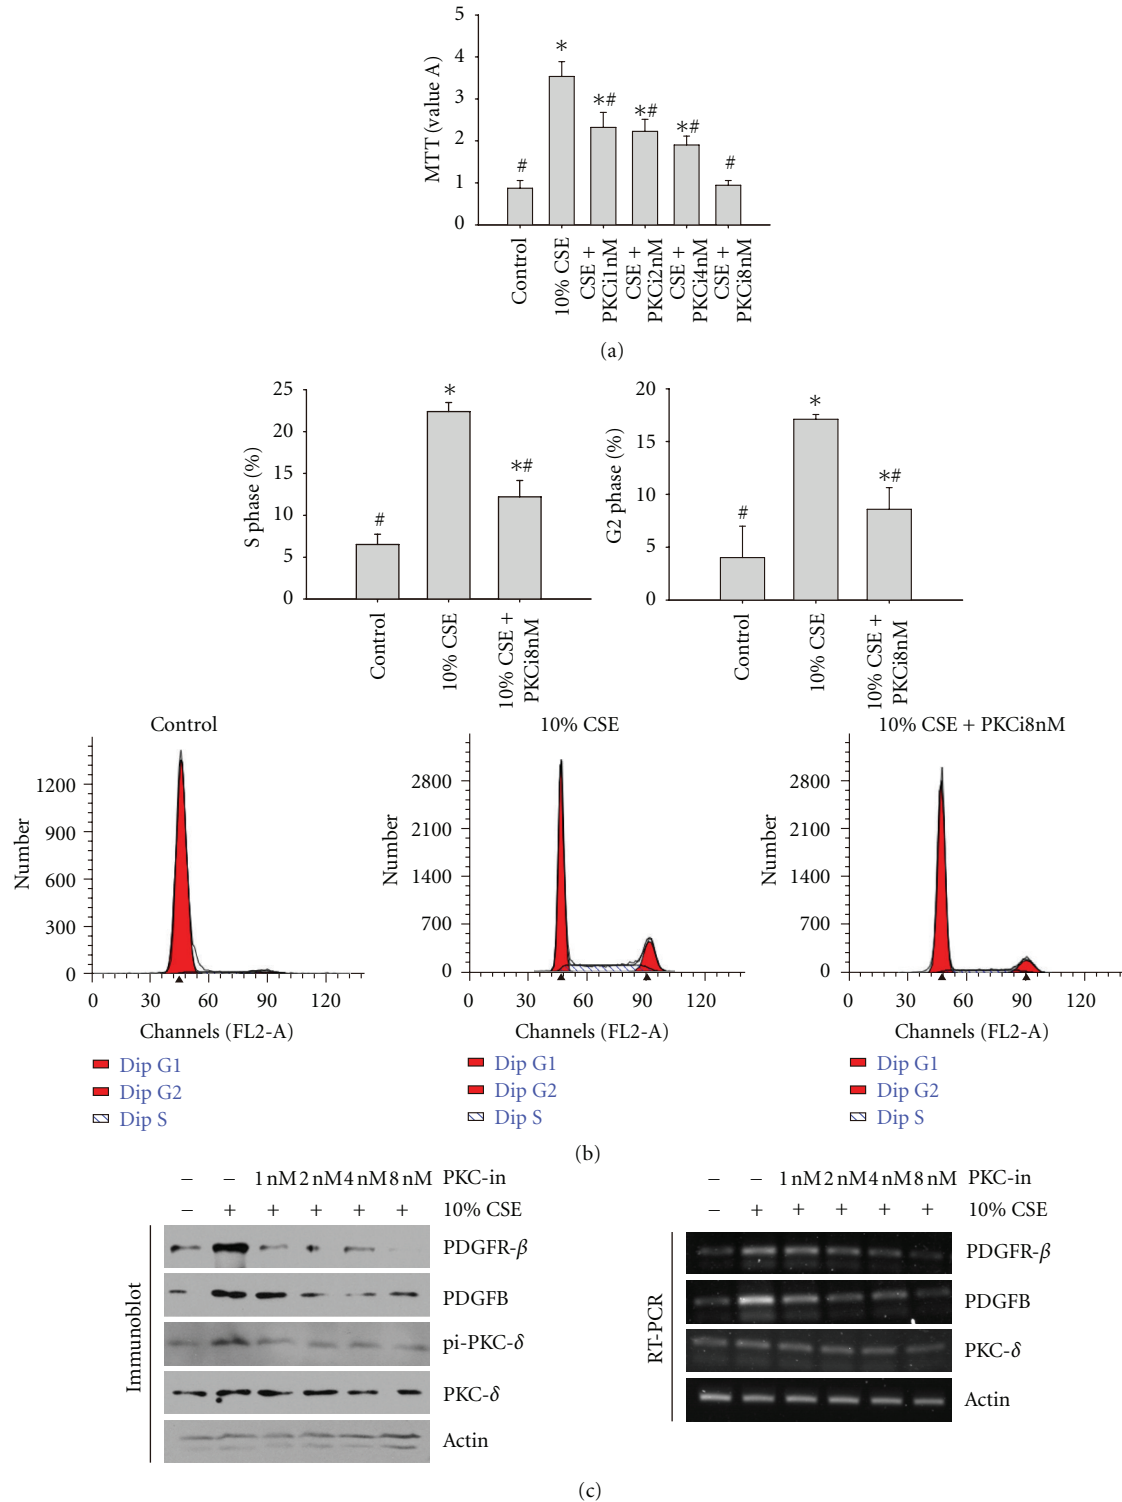 5
4
3
2
1
0
MTT (value A)
*
*#
*#
*#
#
#
Control
10% CSE
CSE +
PKCi1nM
CSE +
PKCi2nM
CSE +
PKCi4nM
CSE +
PKCi8nM
(a)
25
20
15
10
5
0
S phase (%)
#
*
*#
Control
10% CSE
10% CSE +
PKCi8nM
20
15
10
5
0
G2 phase (%)
#
*
*#
Control
10% CSE
10% CSE +
PKCi8nM
Control
1200
900
600
300
0
Number
0 30 60 90 120
Channels (FL2-A)
Dip G1
Dip G2
Dip S
10% CSE
2800
2100
1400
700
0
Number
0 30 60 90 120
Channels (FL2-A)
Dip G1
Dip G2
Dip S
10% CSE + PKCi8nM
2800
2100
1400
700
0
Number
0 30 60 90 120
Channels (FL2-A)
Dip G1
Dip G2
Dip S
(b)
− − 1 nM 2 nM 4 nM 8 nM PKC-in
− + + + + + 10% CSE
Immunoblot
PDGFR-β
PDGFB
pi-PKC-δ
PKC-δ
Actin
− − 1 nM 2 nM 4 nM 8 nM PKC-in
− + + + + + 10% CSE
RT-PCR
PDGFR-β
PDGFB
PKC-δ
Actin
(c)